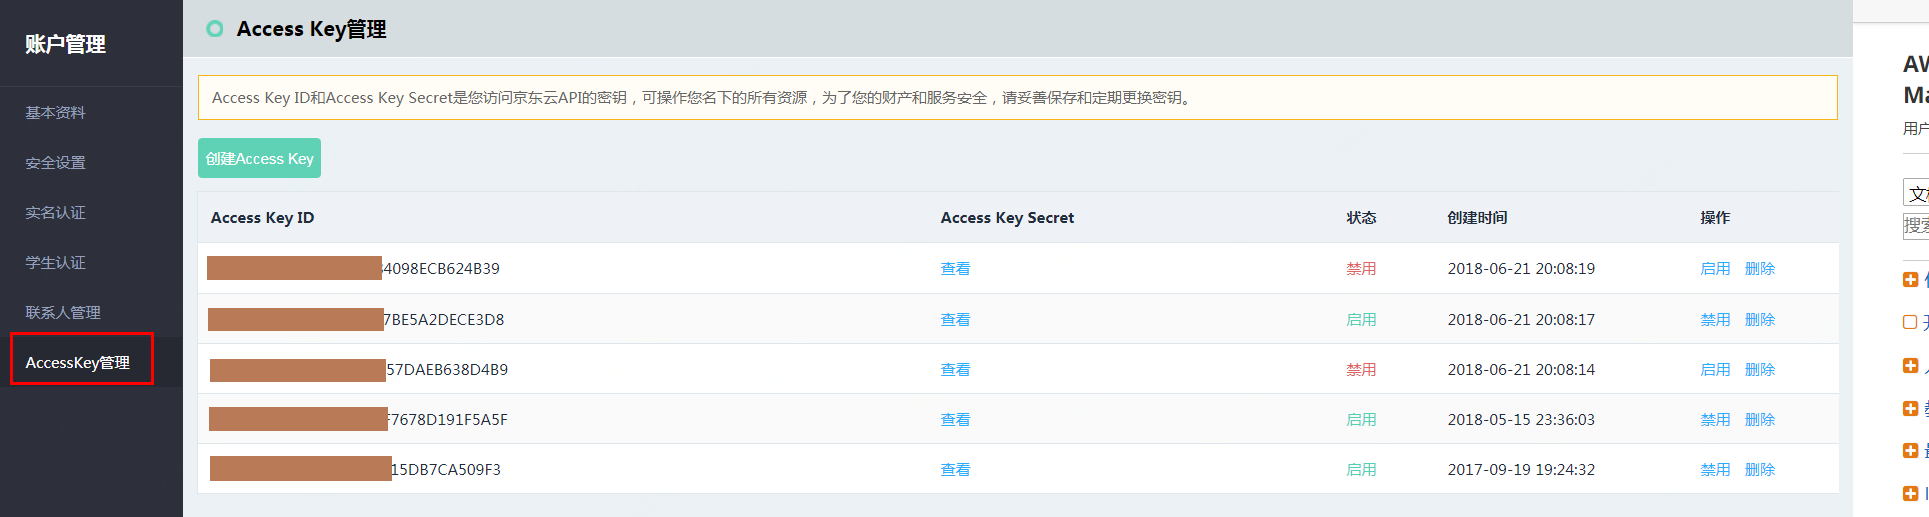 账户管理
基本资料
安全设置
实名认证
学生认证
联系人管理
AccessKey管理
Access Key管理
Access Key ID和Access Key Secret是您访问京东云API的密钥，可操作您名下的所有资源，为了您的财产和服务安全，请妥善保存和定期更换密钥。
创建Access Key
Access Key ID Access Key Secret 状态 创建时间 操作
4098ECB624B39 查看 禁用 2018-06-21 20:08:19 启用 删除
7BE5A2DECE3D8 查看 启用 2018-06-21 20:08:17 禁用 删除
57DAEB638D4B9 查看 禁用 2018-06-21 20:08:14 启用 删除
F7678D191F5A5F 查看 启用 2018-05-15 23:36:03 禁用 删除
15DB7CA509F3 查看 启用 2017-09-19 19:24:32 禁用 删除
Ma
用户
搜索